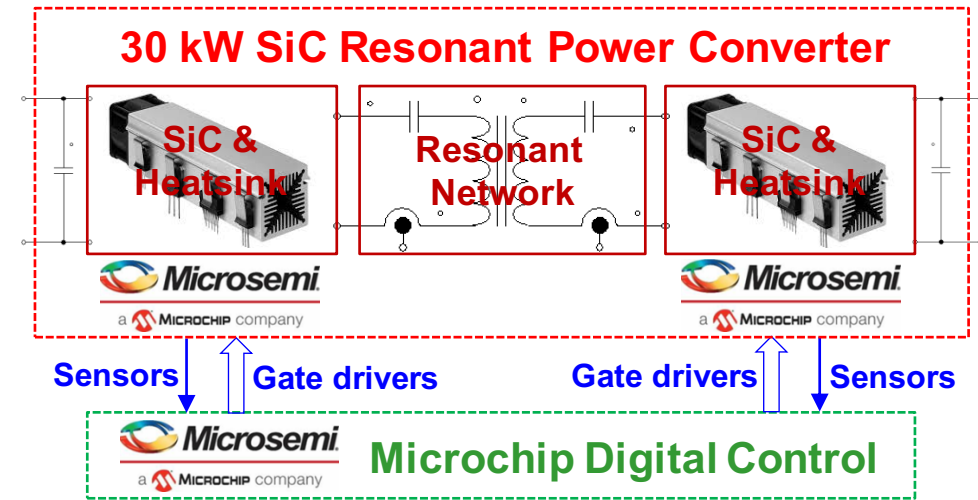 30 kW SiC Resonant Power Converter
SiC &
Heatsink
Resonant
Network
SiC &
Heatsink
Microsemi.
a MICROCHIP company
Microsemi.
a MICROCHIP company
Sensors
Gate drivers
Gate drivers
Sensors
Microsemi.
a MICROCHIP company
Microchip Digital Control